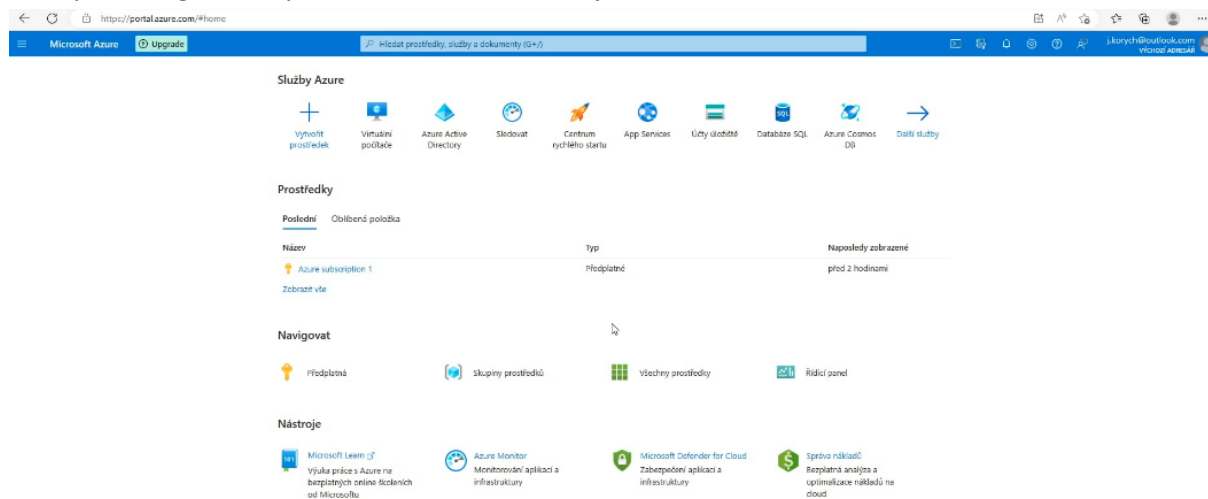 https://portal.azure.com/#home
Microsoft Azure
Upgrade
Hledat prostředky, služby a dokumenty (G+/)
j.korych@outlook.com
VÝCHOZÍ ADRESÁŘ
Služby Azure
Vytvořit prostředek
Virtuální počítače
Azure Active Directory
Sledovat
Centrum rychlého startu
App Services
Účty úložiště
Databáze SQL
Azure Cosmos DB
Další služby
Prostředky
Poslední Oblíbená položka
Název Typ Naposledy zobrazené
Azure subscription 1 Předplatné před 2 hodinami
Zobrazit vše
Navigovat
Předplatná Skupiny prostředků Všechny prostředky Řídicí panel
Nástroje
Microsoft Learn
Výuka práce s Azure na
bezplatných online školeních
od Microsoftu
Azure Monitor
Monitorování aplikací a
infrastruktury
Microsoft Defender for Cloud
Zabezpečení aplikací a
infrastruktury
Správa nákladů
Bezplatná analýza a
optimalizace nákladů na
cloud